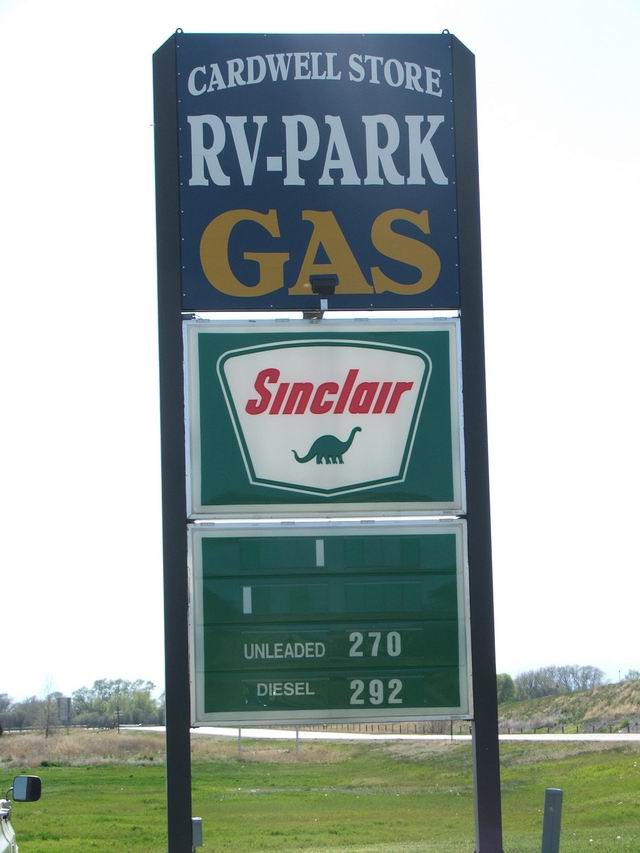 CARDWELL STORE
RV-PARK
GAS
Sinclair
UNLEADED 270
DIESEL 292